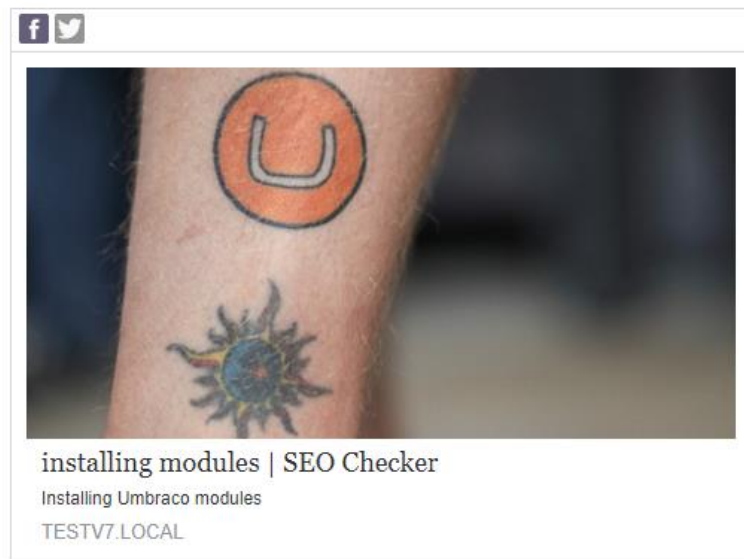 installing modules | SEO Checker
Installing Umbraco modules
TESTV7.LOCAL